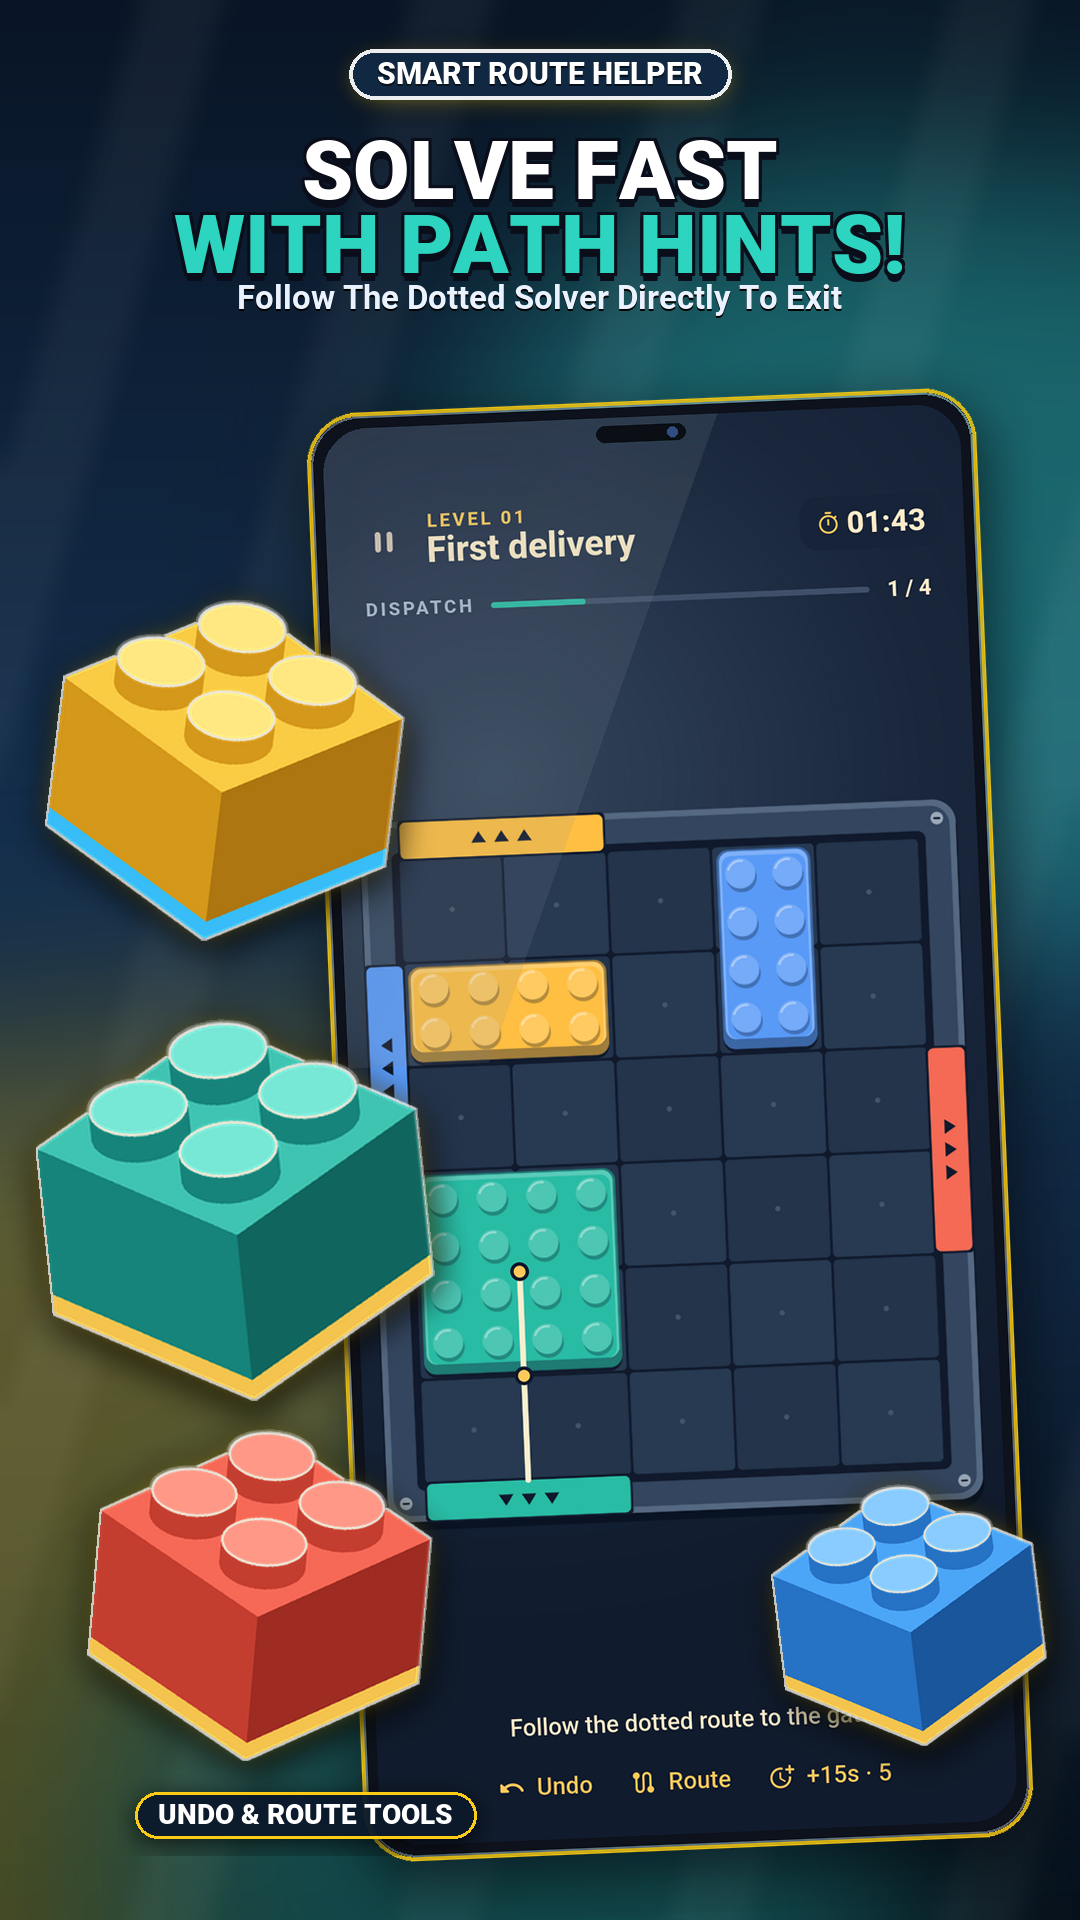 SMART ROUTE HELPER
SOLVE FAST
WITH PATH HINTS!
Follow The Dotted Solver Directly To Exit
LEVEL 01
First delivery
01:43
DISPATCH
1 / 4
Follow the dotted route to the
Undo
Route
+15s · 5
UNDO & ROUTE TOOLS